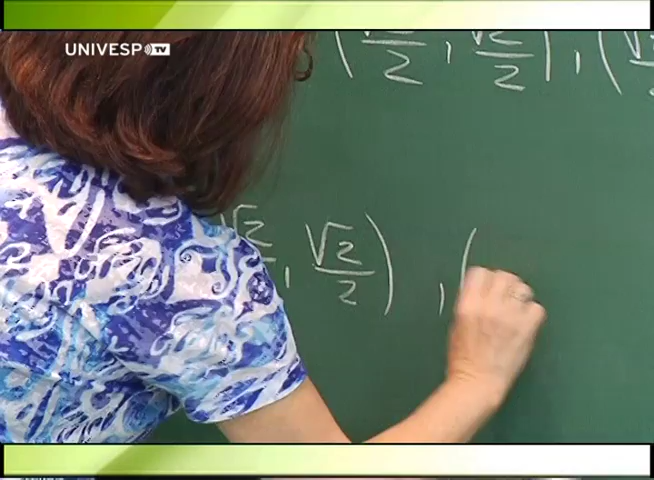 UNIVESP TV
( √2/2 , √2/2 ) , (
√2 , √2/2 ) , (